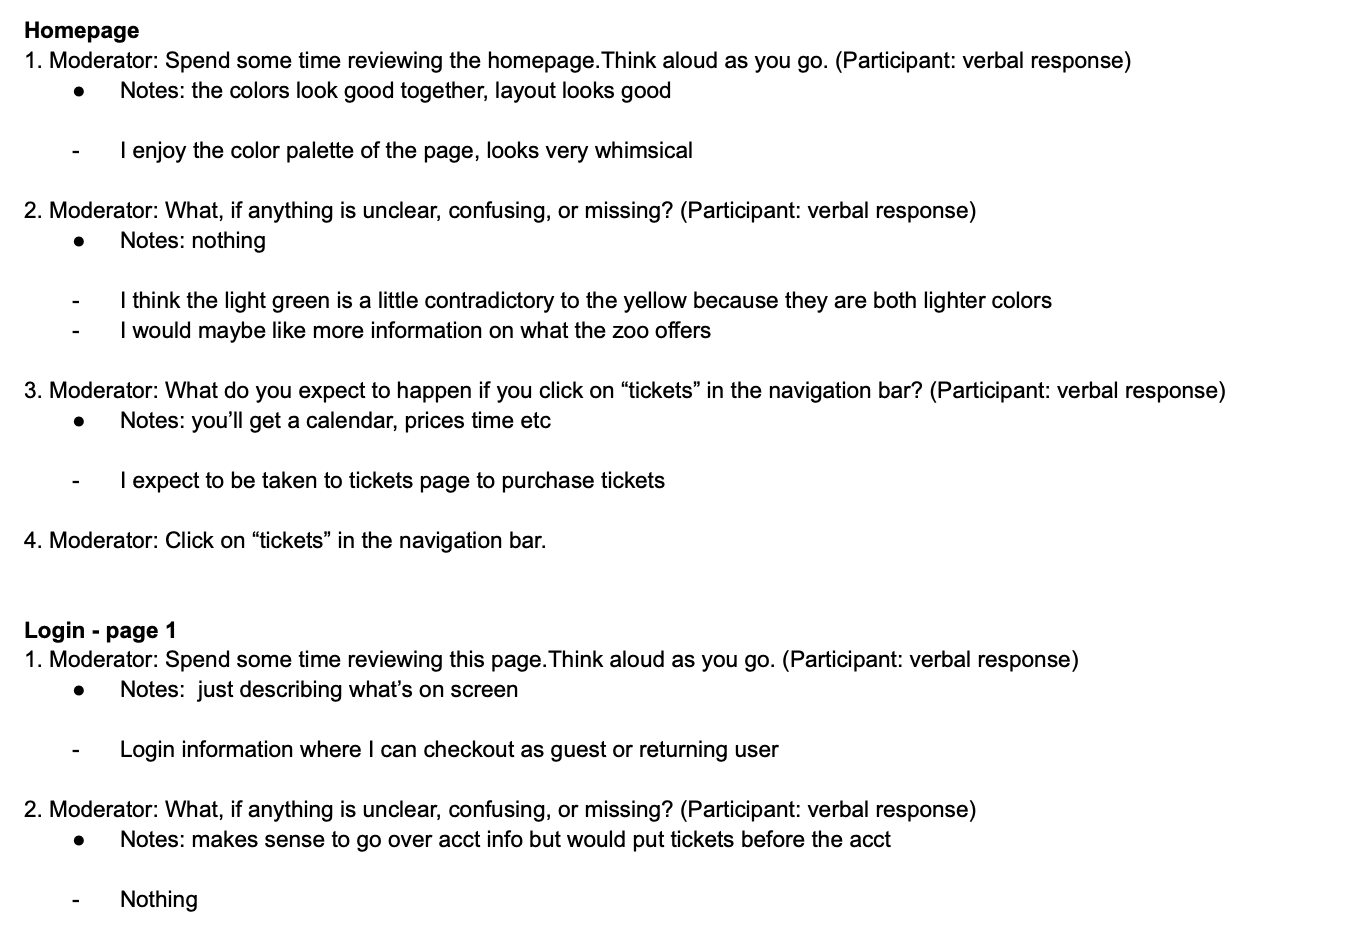 Homepage
1. Moderator: Spend some time reviewing the homepage.Think aloud as you go. (Participant: verbal response)
● Notes: the colors look good together, layout looks good
- I enjoy the color palette of the page, looks very whimsical
2. Moderator: What, if anything is unclear, confusing, or missing? (Participant: verbal response)
● Notes: nothing
- I think the light green is a little contradictory to the yellow because they are both lighter colors
- I would maybe like more information on what the zoo offers
3. Moderator: What do you expect to happen if you click on “tickets” in the navigation bar? (Participant: verbal response)
● Notes: you’ll get a calendar, prices time etc
- I expect to be taken to tickets page to purchase tickets
4. Moderator: Click on “tickets” in the navigation bar.
Login - page 1
1. Moderator: Spend some time reviewing this page.Think aloud as you go. (Participant: verbal response)
● Notes:  just describing what’s on screen
- Login information where I can checkout as guest or returning user
2. Moderator: What, if anything is unclear, confusing, or missing? (Participant: verbal response)
● Notes: makes sense to go over acct info but would put tickets before the acct
- Nothing